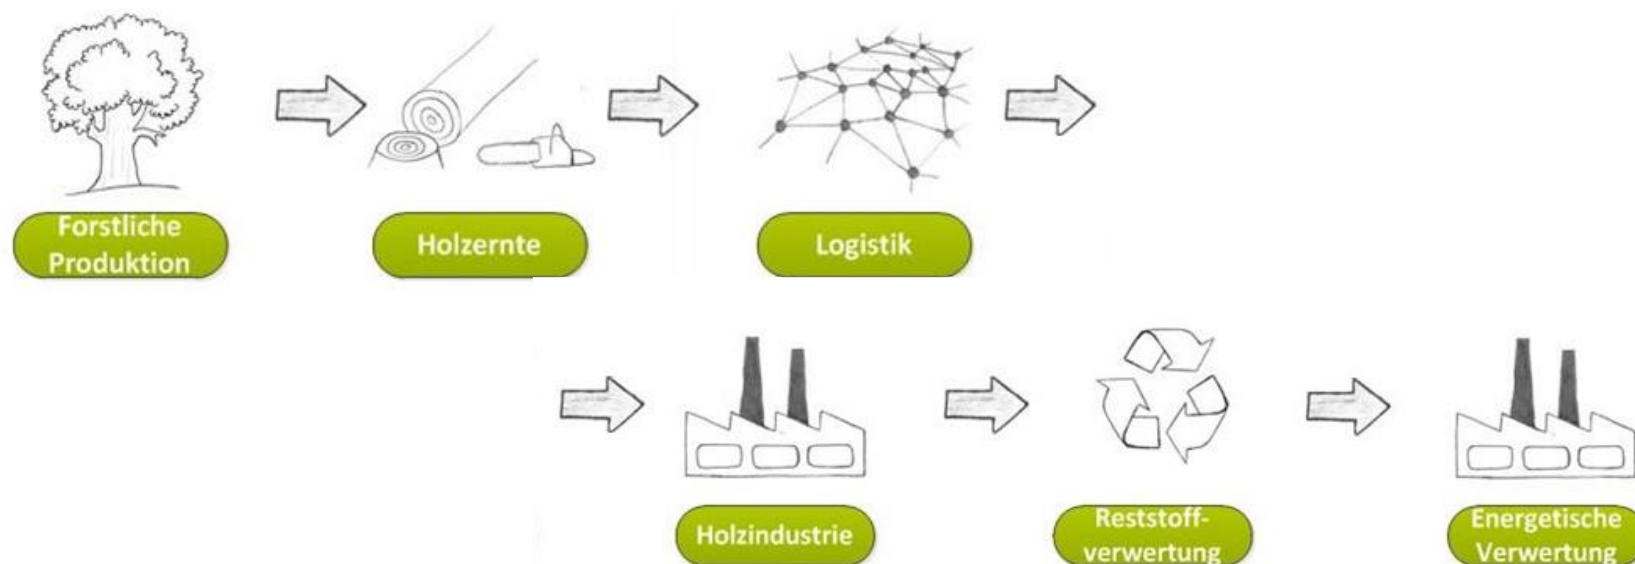 Forstliche
Produktion
Holzernte
Logistik
Holzindustrie
Reststoff-
verwertung
Energetische
Verwertung